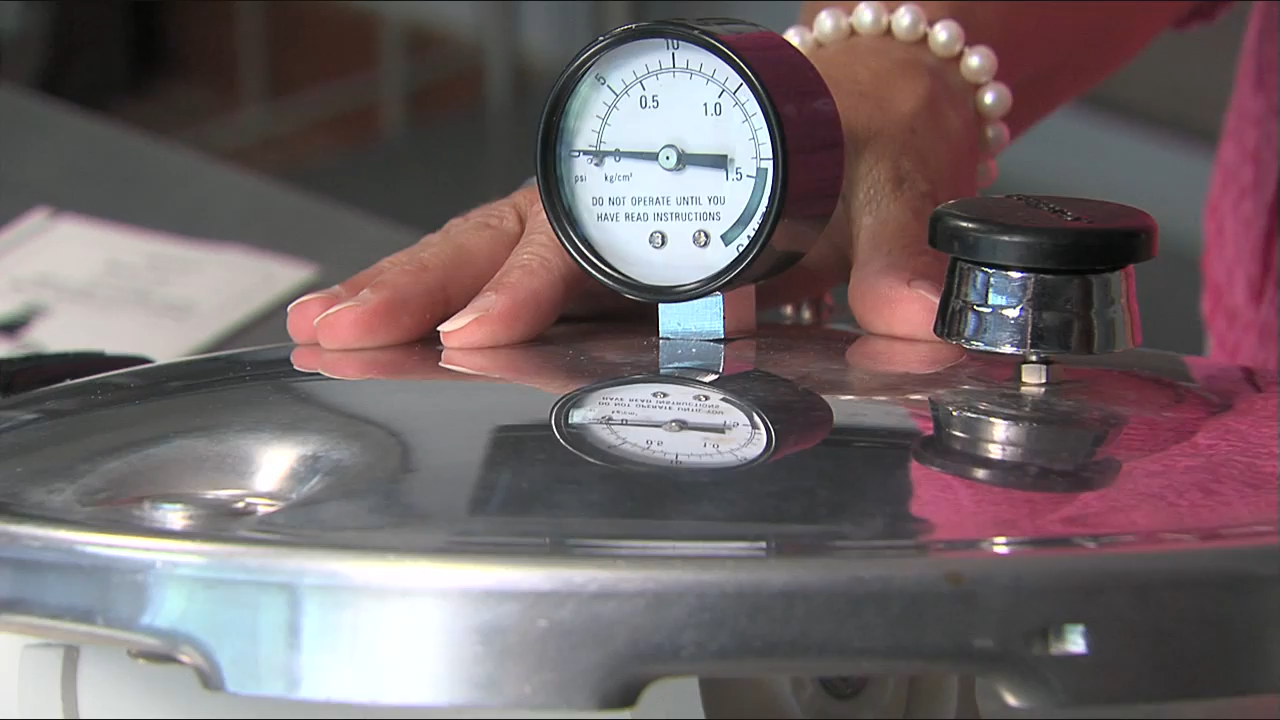 10
5
0.5 1.0
0 0
psi kg/cm² 1.5
DO NOT OPERATE UNTIL YOU
HAVE READ INSTRUCTIONS